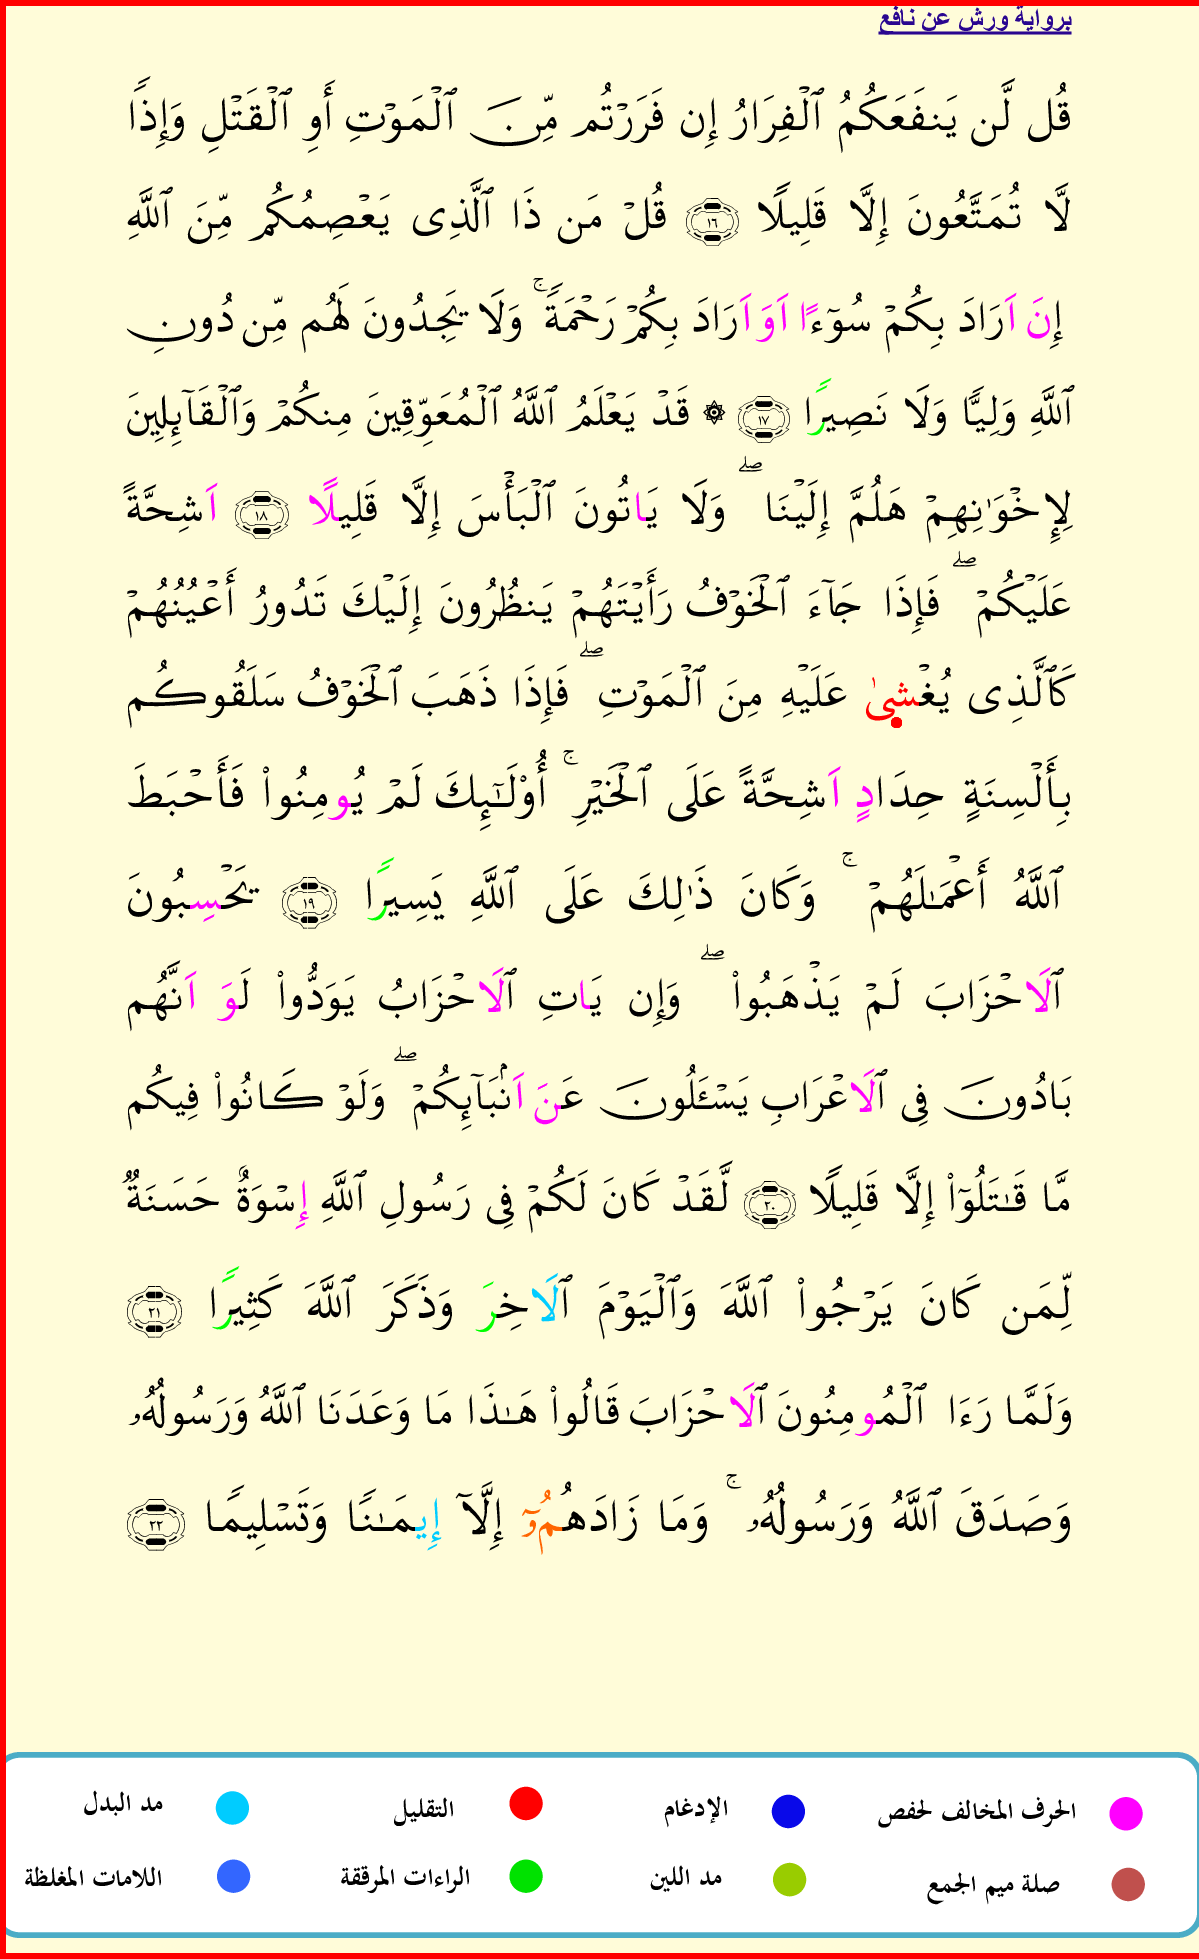 برواية ورش عن نافع
قُل لَّن يَنفَعَكُمُ ٱلۡفِرَارُ إِن فَرَرۡتُم مِّنَ ٱلۡمَوۡتِ أَوِ ٱلۡقَتۡلِ وَإِذٗا
لَّا تُمَتَّعُونَ إِلَّا قَلِيلٗا ١٦ قُلۡ مَن ذَا ٱلَّذِى يَعۡصِمُكُم مِّنَ ٱللَّهِ
إِنَ اَرَادَ بِكُمۡ سُوٓءًا اَوَ اَرَادَ بِكُمۡ رَحۡمَةٗۚ وَلَا يَجِدُونَ لَهُم مِّن دُونِ
ٱللَّهِ وَلِيّٗا وَلَا نَصِيرٗا ١٧ ۞ قَدۡ يَعۡلَمُ ٱللَّهُ ٱلۡمُعَوِّقِينَ مِنكُمۡ وَٱلۡقَآئِلِينَ
لِإِخۡوَٰنِهِمۡ هَلُمَّ إِلَيۡنَاۖ وَلَا يَاتُونَ ٱلۡبَأۡسَ إِلَّا قَلِيلًا ١٨ اَشِحَّةً
عَلَيۡكُمۡۖ فَإِذَا جَآءَ ٱلۡخَوۡفُ رَأَيۡتَهُمۡ يَنظُرُونَ إِلَيۡكَ تَدُورُ أَعۡيُنُهُمۡ
كَٱلَّذِى يُغۡشِىٰ عَلَيۡهِ مِنَ ٱلۡمَوۡتِۖ فَإِذَا ذَهَبَ ٱلۡخَوۡفُ سَلَقُوكُم
بِأَلۡسِنَةٍ حِدَادٍ اَشِحَّةً عَلَى ٱلۡخَيۡرِۚ أُوْلَٰٓئِكَ لَمۡ يُومِنُواْ فَأَحۡبَطَ
ٱللَّهُ أَعۡمَٰلَهُمۡۚ وَكَانَ ذَٰلِكَ عَلَى ٱللَّهِ يَسِيرٗا ١٩ يَحۡسِبُونَ
ٱلَاحۡزَابَ لَمۡ يَذۡهَبُواْۖ وَإِن يَاتِ ٱلَاحۡزَابُ يَوَدُّواْ لَوَ اَنَّهُم
بَادُونَ فِى ٱلَاعۡرَابِ يَسۡـَٔلُونَ عَنَ اَنۢبَآئِكُمۡۖ وَلَوۡ كَانُواْ فِيكُم
مَّا قَٰتَلُوٓاْ إِلَّا قَلِيلٗا ٢٠ لَّقَدۡ كَانَ لَكُمۡ فِى رَسُولِ ٱللَّهِ إِسۡوَةٌ حَسَنَةٞ
لِّمَن كَانَ يَرۡجُواْ ٱللَّهَ وَٱلۡيَوۡمَ ٱلَاخِرَ وَذَكَرَ ٱللَّهَ كَثِيرٗا ٢١
وَلَمَّا رَءَا ٱلۡمُومِنُونَ ٱلَاحۡزَابَ قَالُواْ هَٰذَا مَا وَعَدَنَا ٱللَّهُ وَرَسُولُهُۥ
وَصَدَقَ ٱللَّهُ وَرَسُولُهُۥۚ وَمَا زَادَهُمُوٓ إِلَّآ إِيمَٰنٗا وَتَسۡلِيمٗا ٢٢
الحرف المخالف لحفص الإدغام التقليل مد البدل
صلة ميم الجمع مد اللين الراءات المرققة اللامات المغلظة